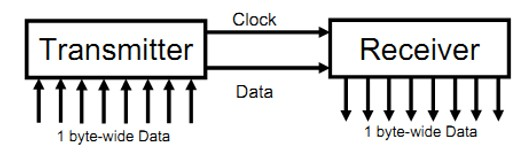 Clock
Transmitter
Receiver
Data
1 byte-wide Data
1 byte-wide Data